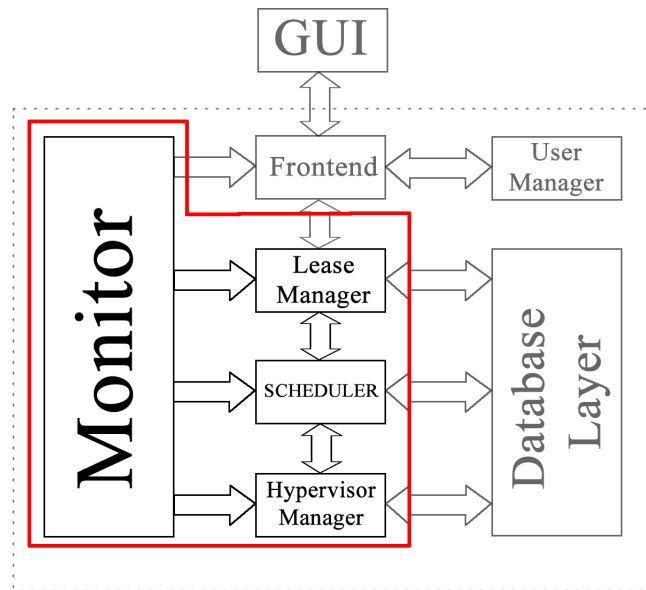 GUI
Frontend
User
Manager
Monitor
Lease
Manager
SCHEDULER
Hypervisor
Manager
Database
Layer